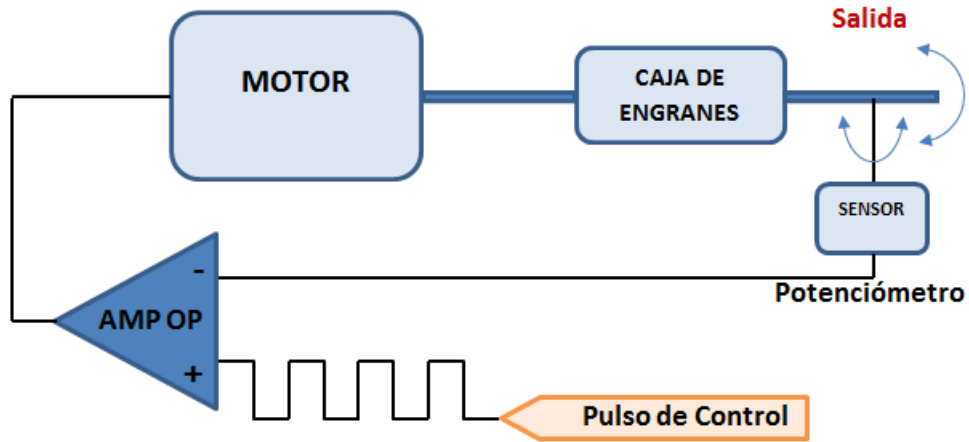 Salida
MOTOR
CAJA DE
ENGRANES
SENSOR
Potenciómetro
-
AMP OP
+
Pulso de Control